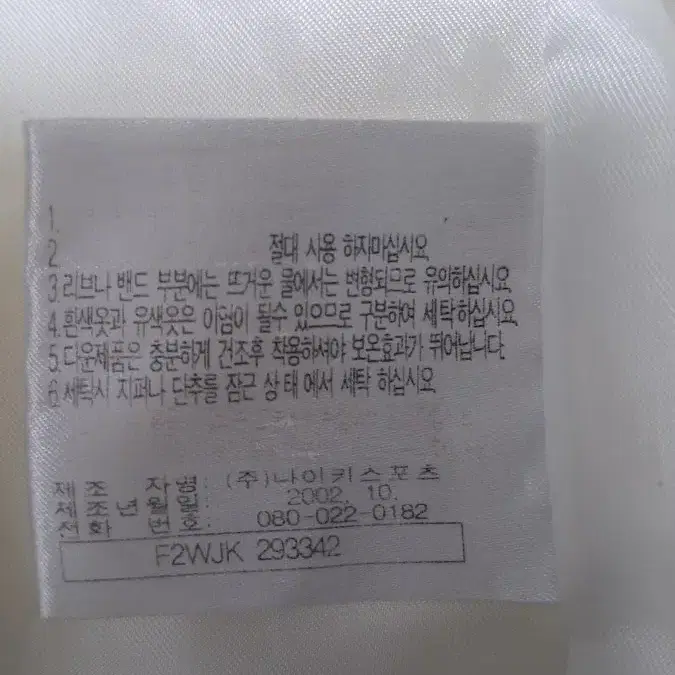 1.
2. 절대 사용 하지마십시요
3.리브나 밴드 부분에는 뜨거운 물에서는 변형되므로 유의하십시요
4.흰색옷과 유색옷은 이염이 될수 있으므로 구분하여 세탁하십시요
5.다운제품은 충분하게 건조후 착용하셔야 보온효과가 뛰어납니다.
6.세탁시 지퍼나 단추를 잠근 상태에서 세탁 하십시요
제조 자명: (주)나이키스포츠
제조년월일: 2002. 10.
전화 번호: 080-022-0182
F2WJK 293342